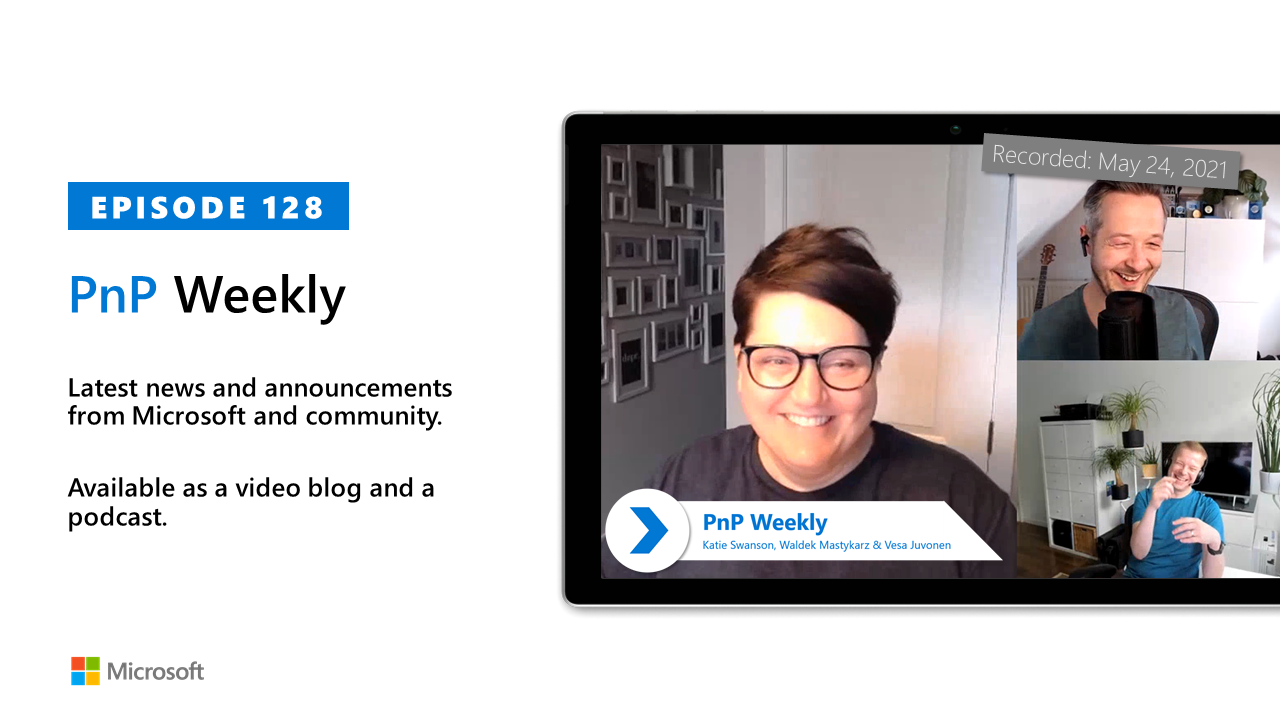 EPISODE 128
PnP Weekly
Latest news and announcements
from Microsoft and community.
Available as a video blog and a
podcast.
Microsoft
Recorded: May 24, 2021
PnP Weekly
Katie Swanson, Waldek Mastykarz & Vesa Juvonen